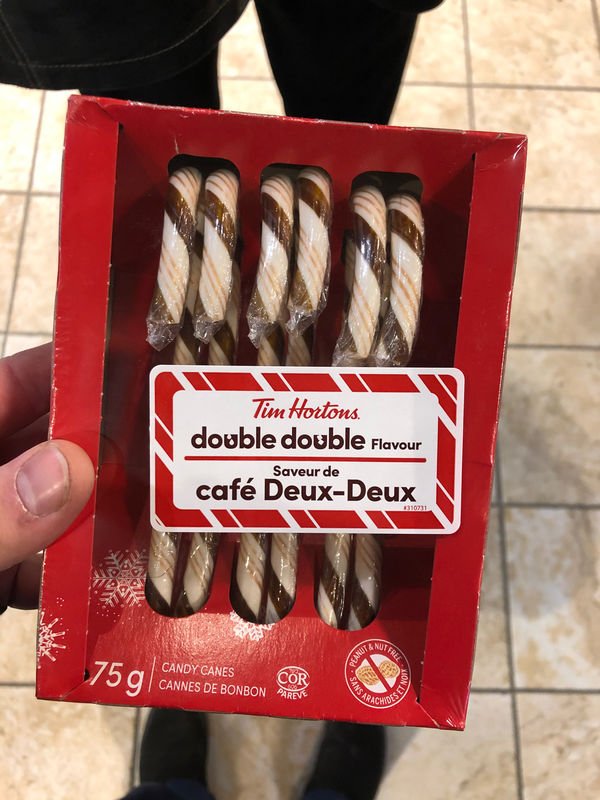 Tim Hortons.
double double Flavour
Saveur de
café Deux-Deux
#310731
75 g
CANDY CANES
CANNES DE BONBON
COR
PAREVE
PEANUT & NUT FREE
SANS ARACHIDES ET NOIX